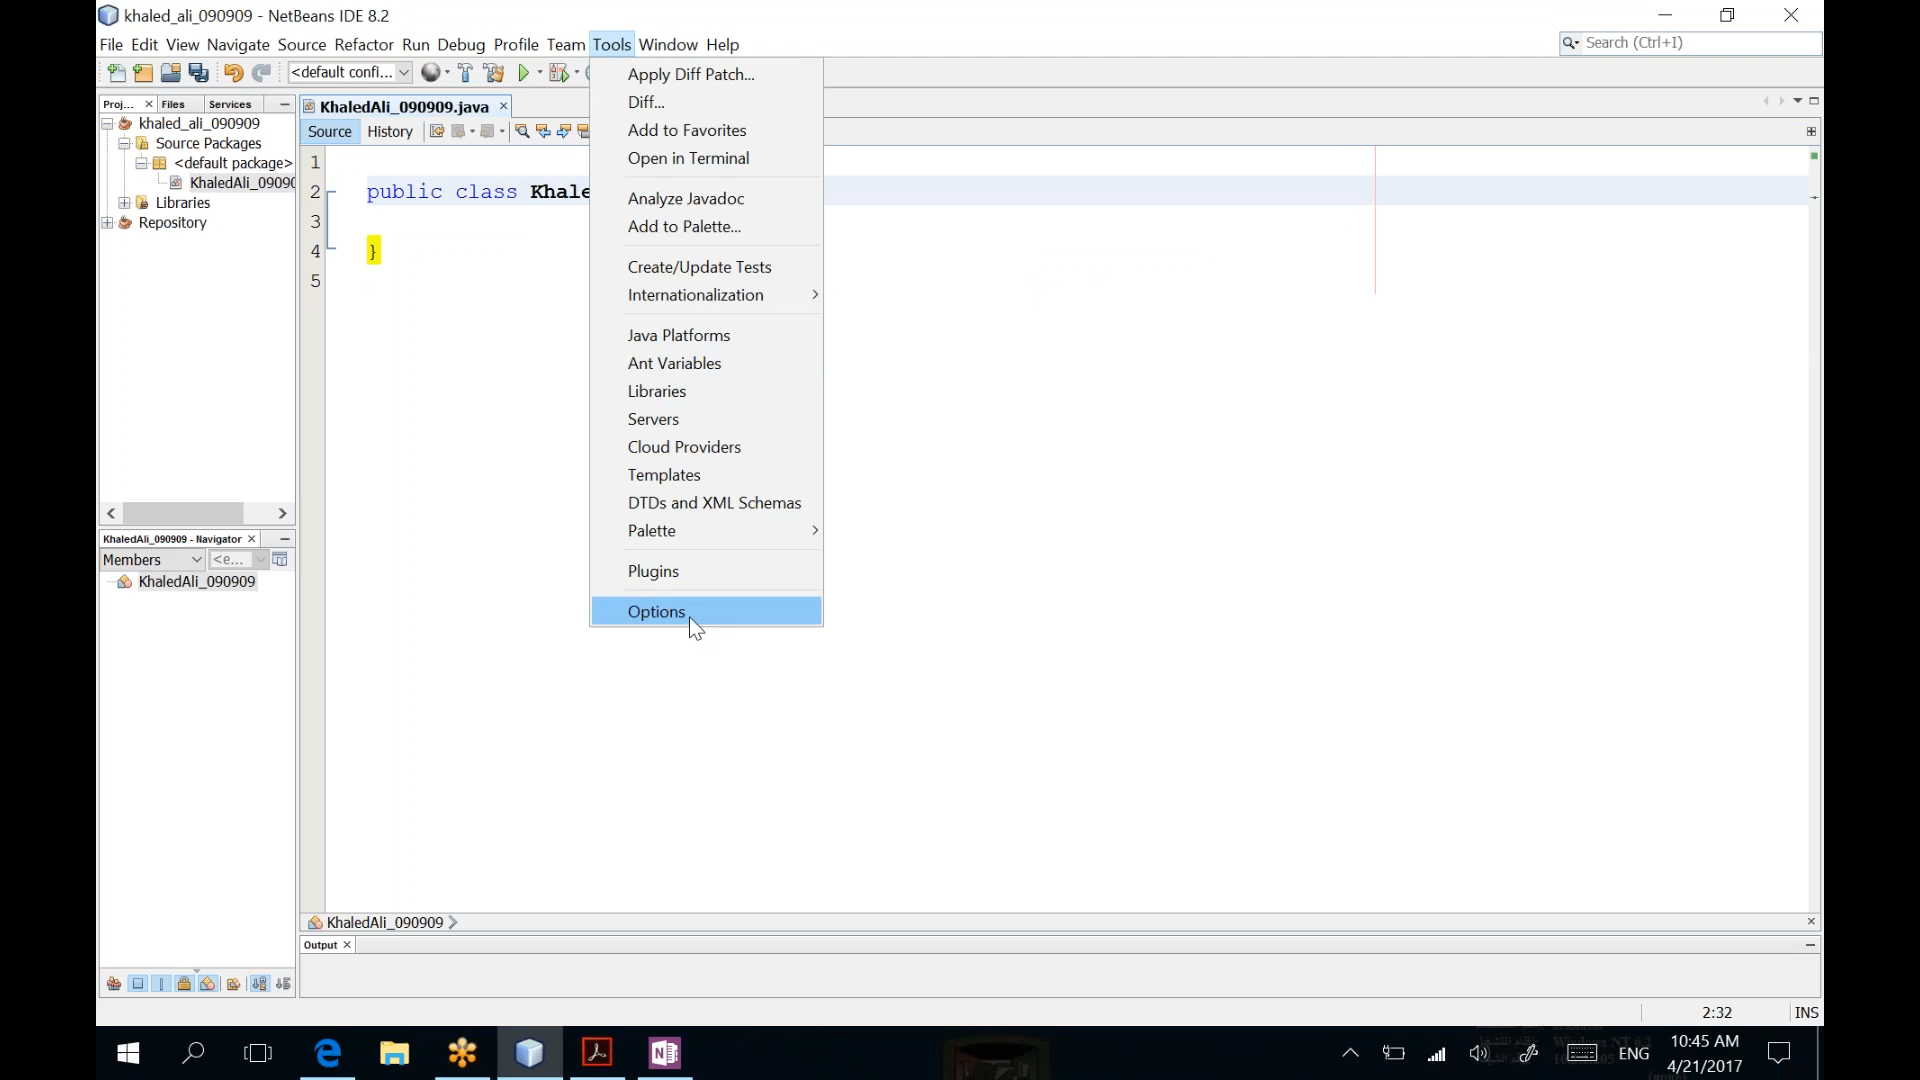 khaled_ali_090909 - NetBeans IDE 8.2
File Edit View Navigate Source Refactor Run Debug Profile Team Tools Window Help
Search (Ctrl+I)
<default confi...
Proj... Files Services
khaled_ali_090909
Source Packages
<default package>
KhaledAli_0909
Libraries
Repository
KhaledAli_090909.java
Source History
1
2 public class Khale
3
4 }
5
Apply Diff Patch...
Diff...
Add to Favorites
Open in Terminal
Analyze Javadoc
Add to Palette...
Create/Update Tests
Internationalization
Java Platforms
Ant Variables
Libraries
Servers
Cloud Providers
Templates
DTDs and XML Schemas
Palette
Plugins
Options
KhaledAli_090909 - Navigator
Members <e...
KhaledAli_090909
KhaledAli_090909
Output
2:32 INS
ENG
10:45 AM
4/21/2017